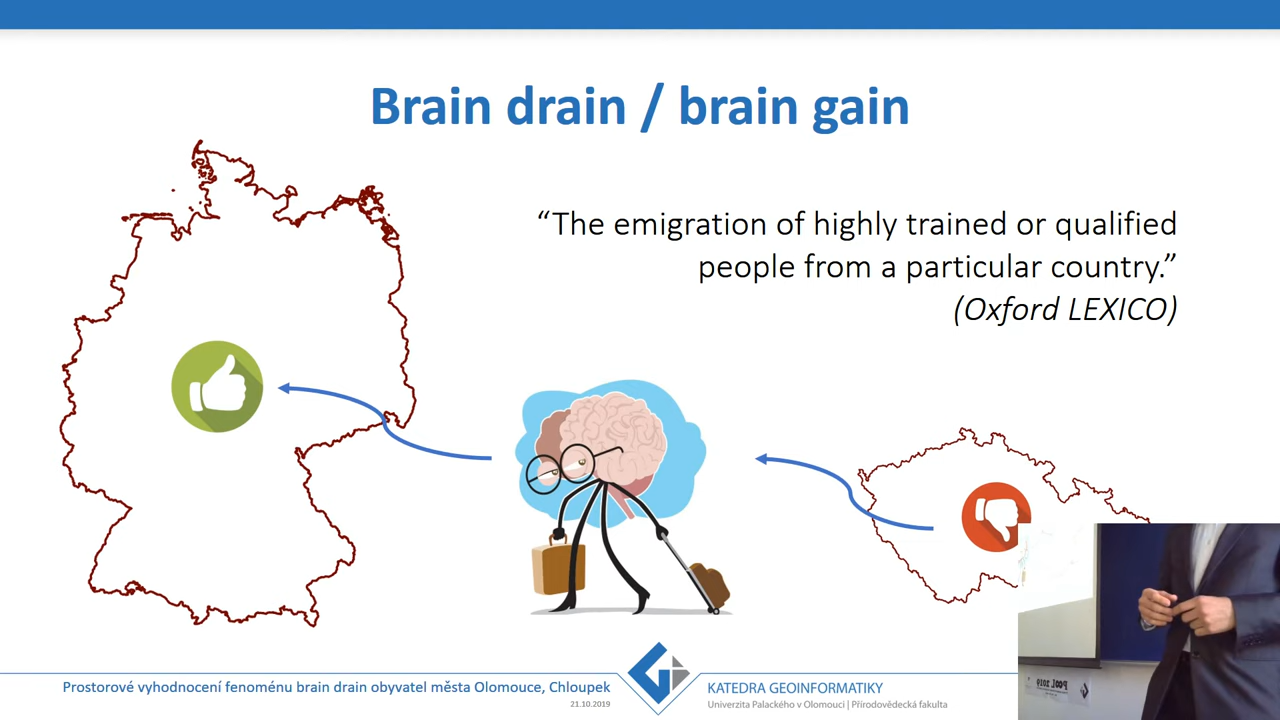 Brain drain / brain gain
“The emigration of highly trained or qualified
people from a particular country.”
(Oxford LEXICO)
Prostorové vyhodnocení fenoménu brain drain obyvatel města Olomouce, Chloupek
21.10.2019
KATEDRA GEOINFORMATIKY
Univerzita Palackého v Olomouci | Přírodovědecká fakulta